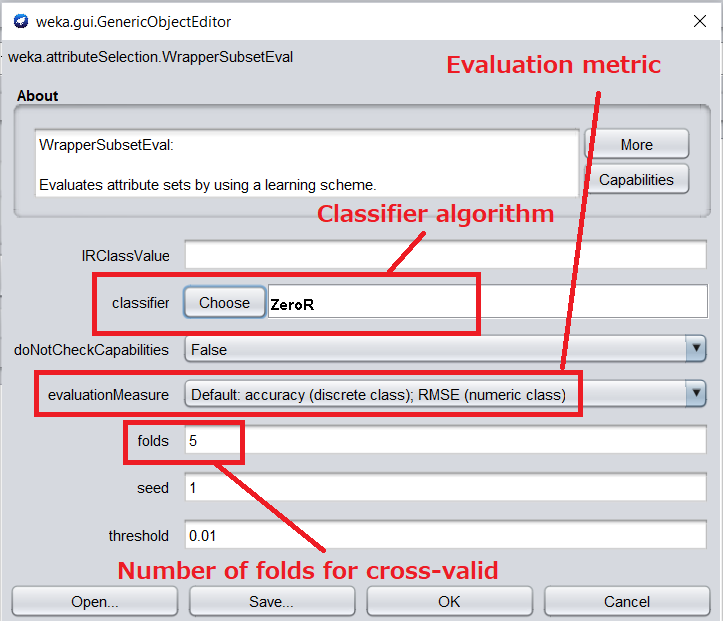 weka.gui.GenericObjectEditor
weka.attributeSelection.WrapperSubsetEval
Evaluation metric
About
WrapperSubsetEval:
More
Evaluates attribute sets by using a learning scheme.
Capabilities
Classifier algorithm
IRClassValue
classifier Choose ZeroR
doNotCheckCapabilities False
evaluationMeasure Default: accuracy (discrete class); RMSE (numeric class)
folds 5
seed 1
threshold 0.01
Number of folds for cross-valid
Open... Save... OK Cancel